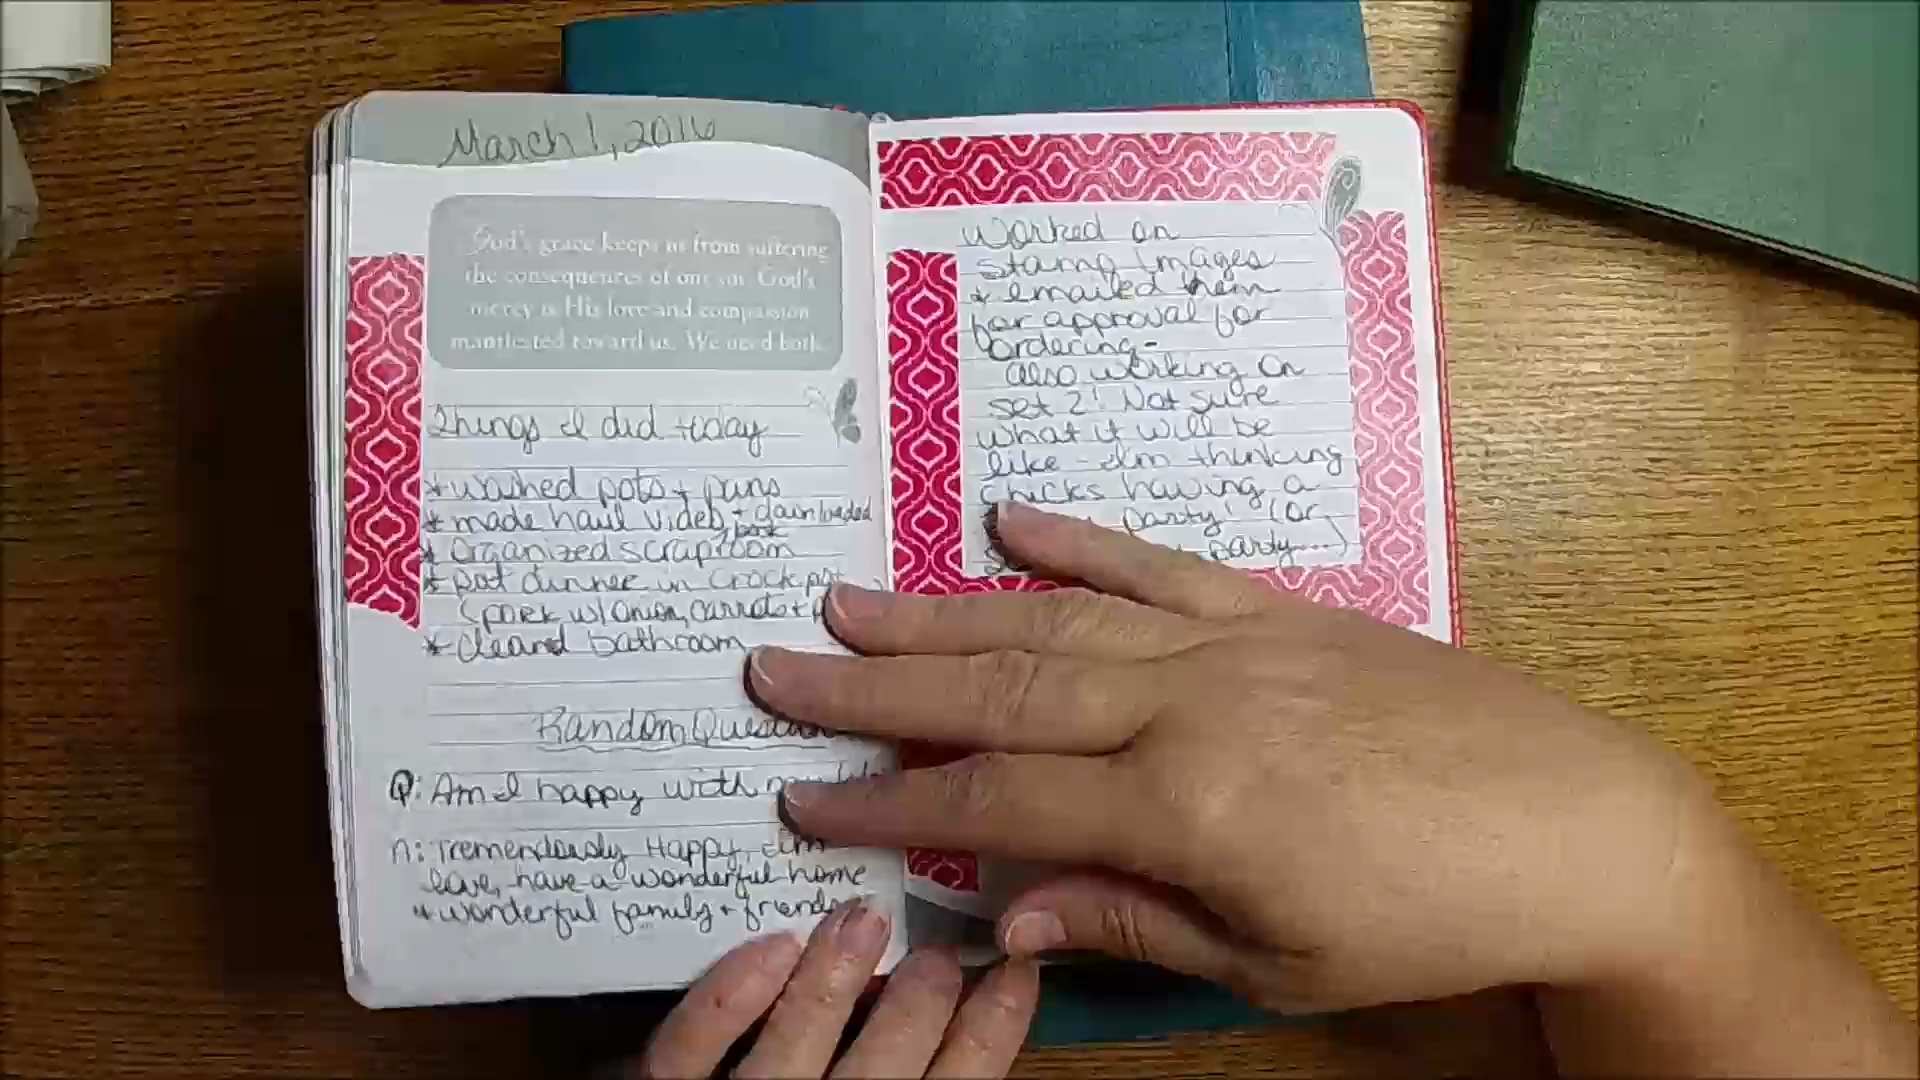 March 1, 2016
God's grace keeps us from suffering
the consequences of our sin. God's
mercy is His love and compassion
manifested toward us. We need both.
Things I did today
*washed pots + pans
* made haul video + downloaded
* Organized scraproom
* put dinner in crock pot
(pork w/onion, carrots +
* cleand bathroom
Random Question
Q: Am I happy with
A: Tremendously Happy, I'm
love, have a wonderful home
+ wonderful family + friends
Worked on
stamp images
+ emailed them
for approval for
ordering-
also working on
set 2! Not sure
what it will be
like - I'm thinking
chicks having a
party! (or
party....)